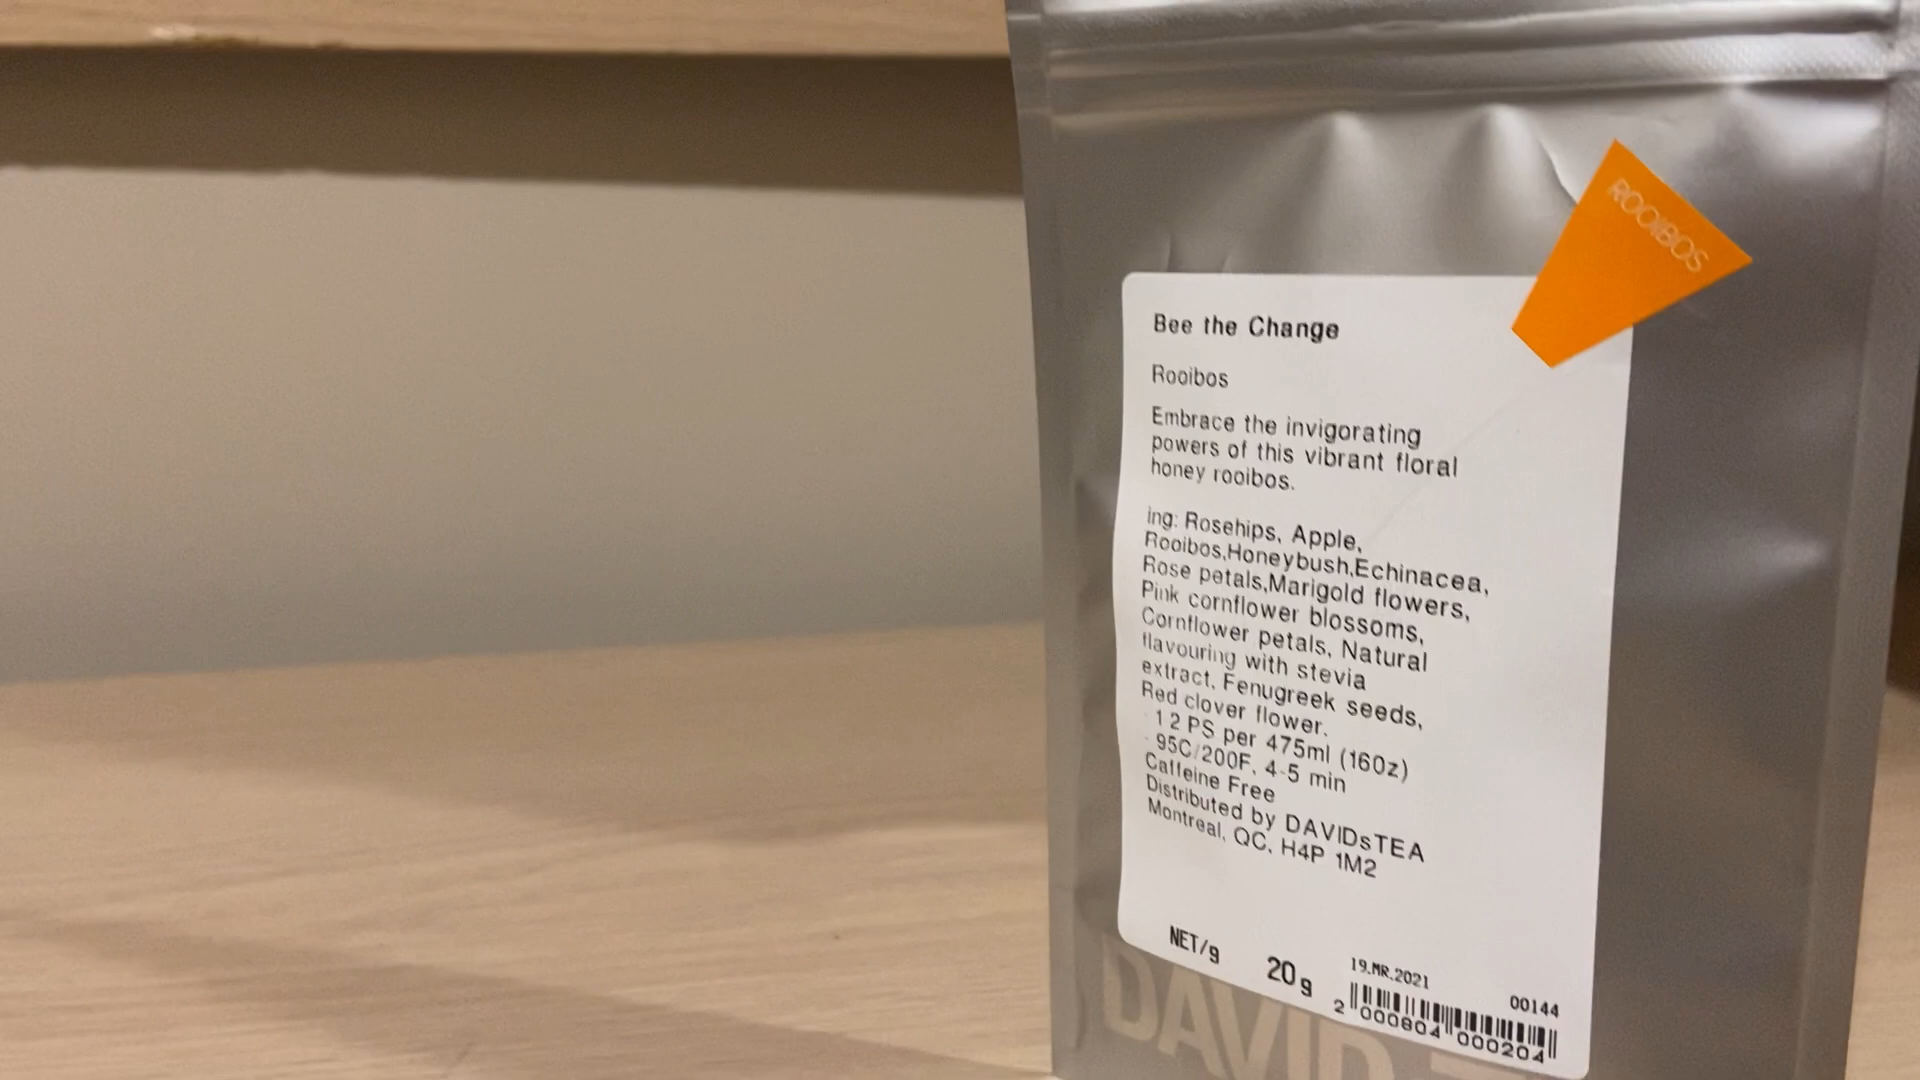 ROOIBOS
Bee the Change
Rooibos
Embrace the invigorating
powers of this vibrant floral
honey rooibos.
ing: Rosehips, Apple,
Rooibos,Honeybush,Echinacea,
Rose petals,Marigold flowers,
Pink cornflower blossoms,
Cornflower petals, Natural
flavouring with stevia
extract, Fenugreek seeds,
Red clover flower.
- 1 2 PS per 475ml (16Oz)
- 95C/200F, 4-5 min
Caffeine Free
Distributed by DAVIDsTEA
Montreal, QC, H4P 1M2
NET/g 20g
19.MR.2021
00144
2 000804 000204
DAVID